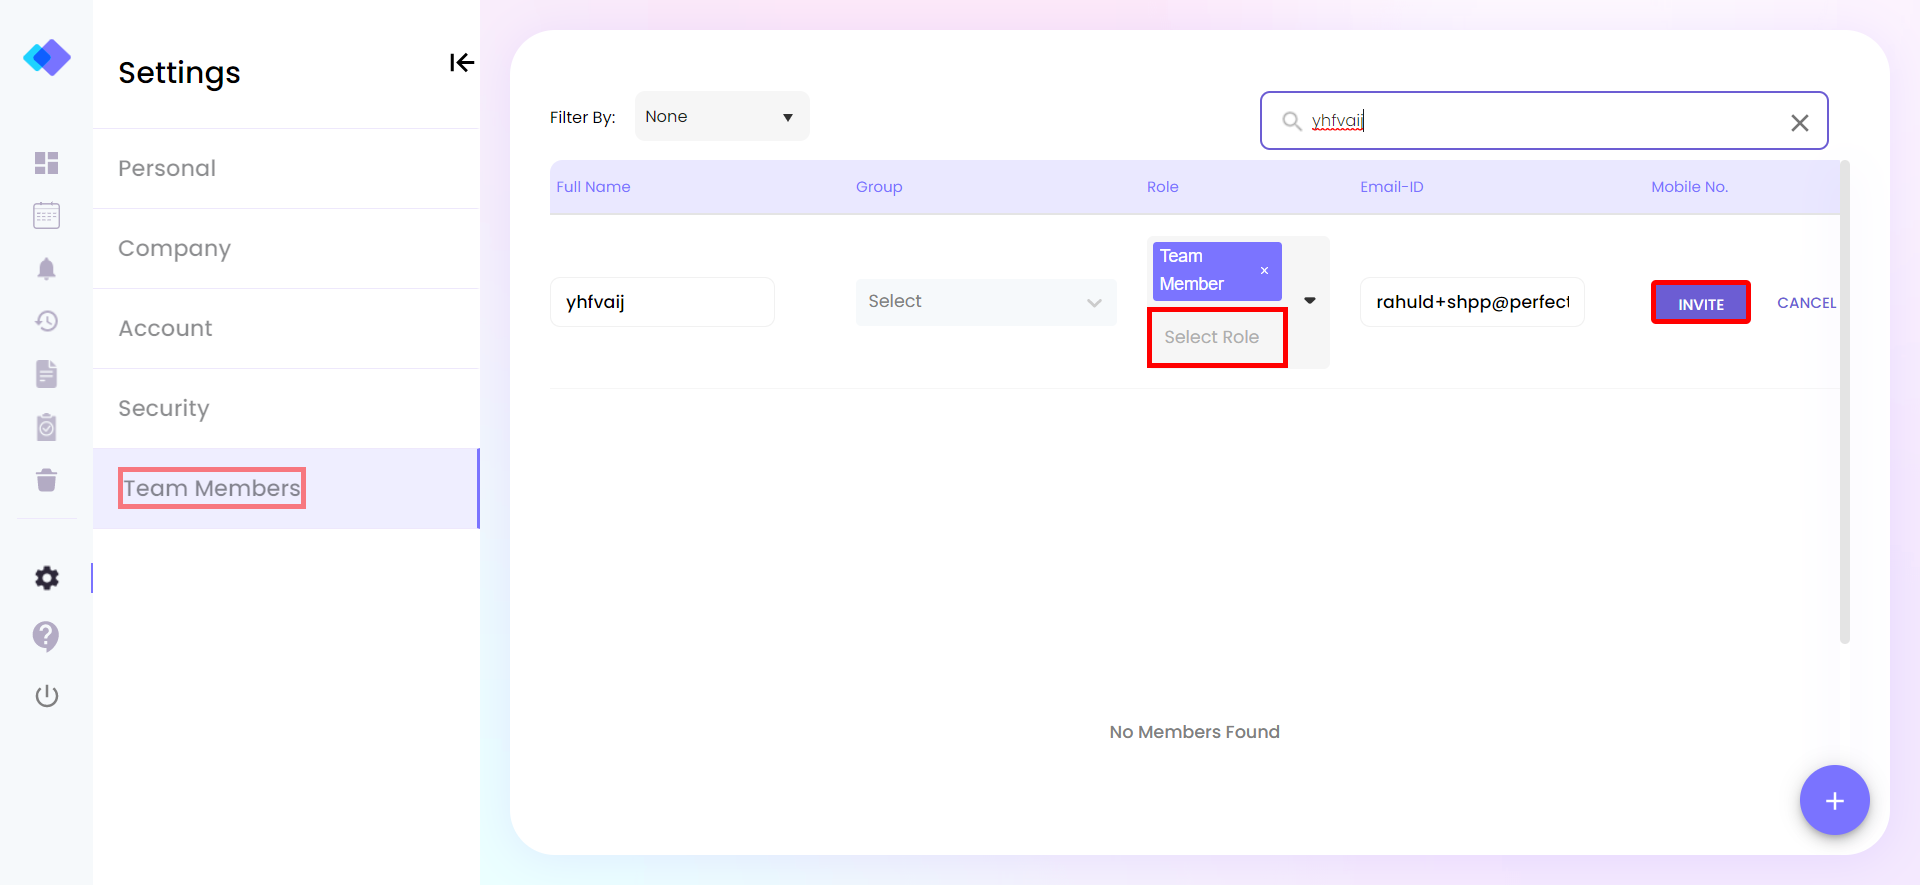 Settings
Personal
Company
Account
Security
Team Members
Filter By:
None
yhfvaij
Full Name
Group
Role
Email-ID
Mobile No.
yhfvaij
Select
Team
Member
×
Select Role
rahuld+shpp@perfect
INVITE
CANCEL
No Members Found
+